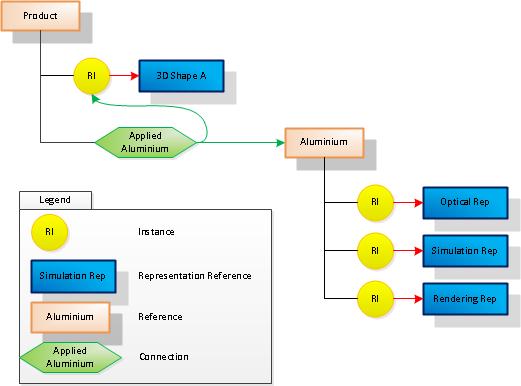 Product
RI
3D Shape A
Applied
Aluminium
Aluminium
RI
Optical Rep
RI
Simulation Rep
RI
Rendering Rep
Legend
RI
Instance
Simulation Rep
Representation Reference
Aluminium
Reference
Applied
Aluminium
Connection